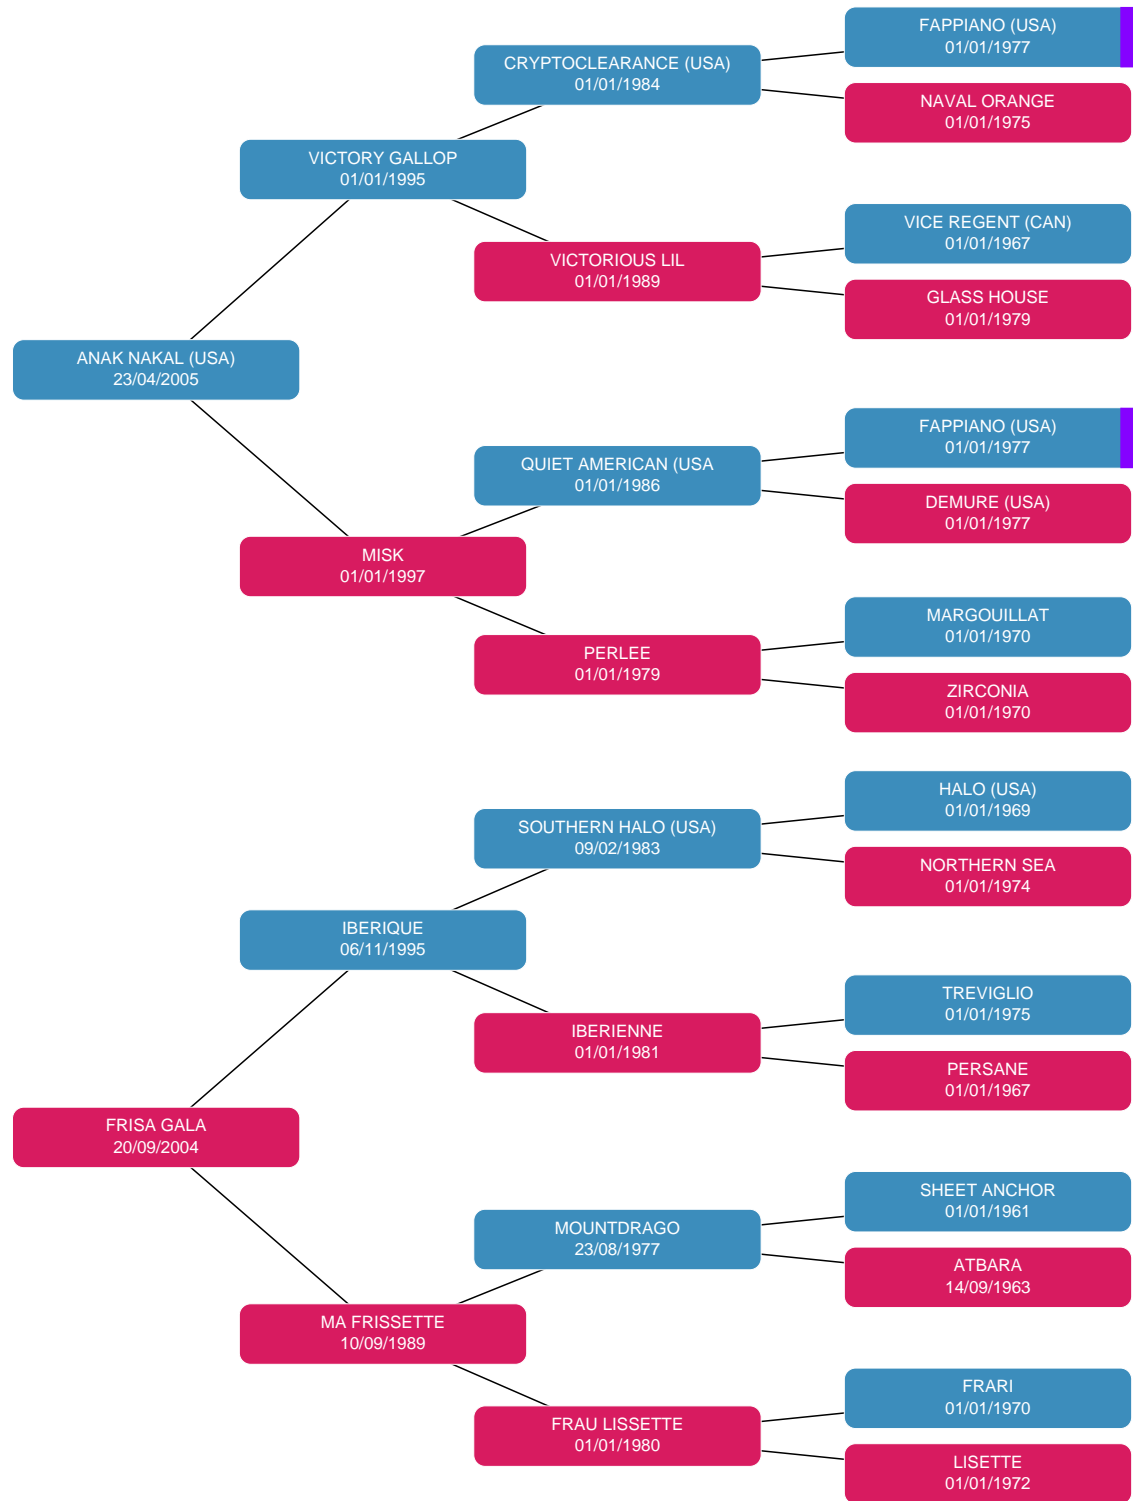 FAPPIANO (USA)
01/01/1977
CRYPTOCLEARANCE (USA)
01/01/1984
NAVAL ORANGE
01/01/1975
VICTORY GALLOP
01/01/1995
VICE REGENT (CAN)
01/01/1967
VICTORIOUS LIL
01/01/1989
GLASS HOUSE
01/01/1979
ANAK NAKAL (USA)
23/04/2005
FAPPIANO (USA)
01/01/1977
QUIET AMERICAN (USA
01/01/1986
DEMURE (USA)
01/01/1977
MISK
01/01/1997
MARGOUILLAT
01/01/1970
PERLEE
01/01/1979
ZIRCONIA
01/01/1970
HALO (USA)
01/01/1969
SOUTHERN HALO (USA)
09/02/1983
NORTHERN SEA
01/01/1974
IBERIQUE
06/11/1995
TREVIGLIO
01/01/1975
IBERIENNE
01/01/1981
PERSANE
01/01/1967
FRISA GALA
20/09/2004
SHEET ANCHOR
01/01/1961
MOUNTDRAGO
23/08/1977
ATBARA
14/09/1963
MA FRISSETTE
10/09/1989
FRARI
01/01/1970
FRAU LISSETTE
01/01/1980
LISETTE
01/01/1972